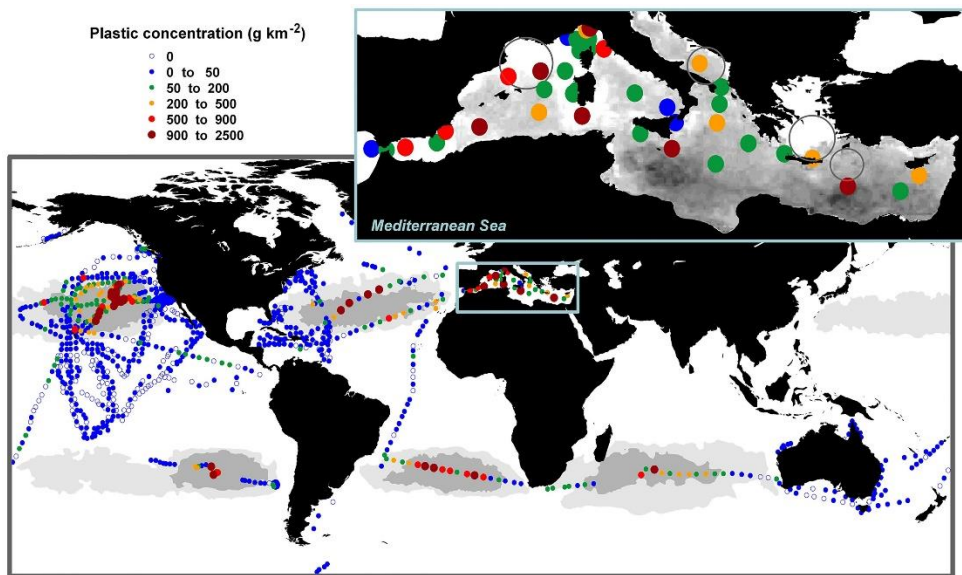 Plastic concentration (g km⁻²)
0
0 to 50
50 to 200
200 to 500
500 to 900
900 to 2500
Mediterranean Sea